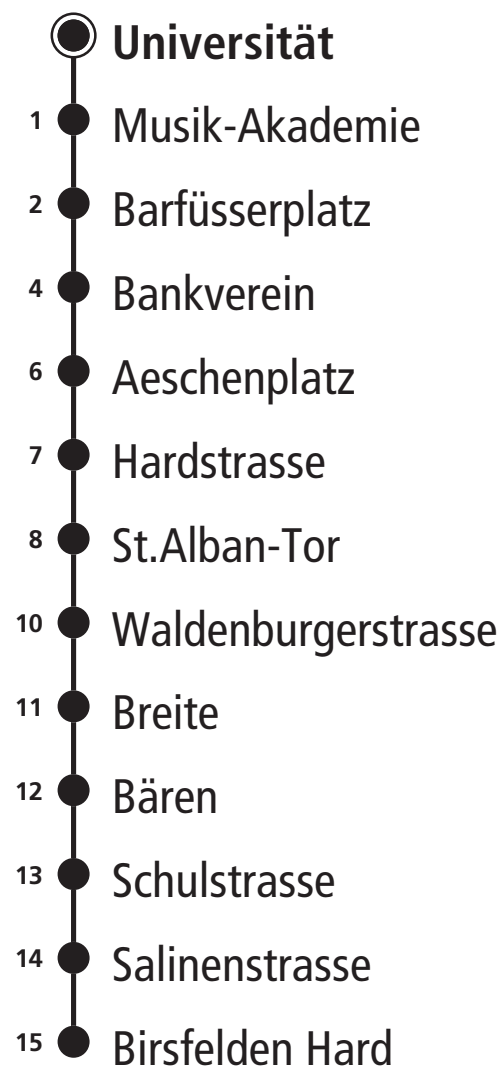 Universität
1 Musik-Akademie
2 Barfüsserplatz
4 Bankverein
6 Aeschenplatz
7 Hardstrasse
8 St.Alban-Tor
10 Waldenburgerstrasse
11 Breite
12 Bären
13 Schulstrasse
14 Salinenstrasse
15 Birsfelden Hard